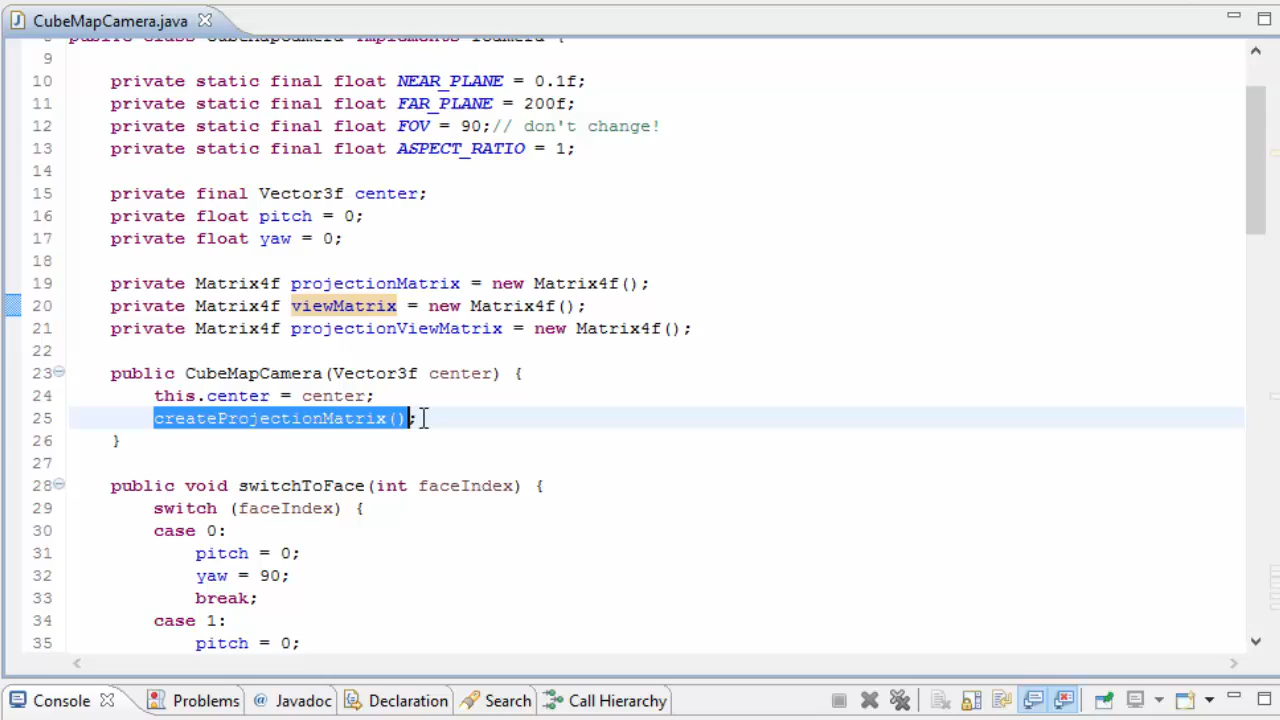 CubeMapCamera.java
public class CubeMapCamera implements ICamera {
9
10 private static final float NEAR_PLANE = 0.1f;
11 private static final float FAR_PLANE = 200f;
12 private static final float FOV = 90;// don't change!
13 private static final float ASPECT_RATIO = 1;
14
15 private final Vector3f center;
16 private float pitch = 0;
17 private float yaw = 0;
18
19 private Matrix4f projectionMatrix = new Matrix4f();
20 private Matrix4f viewMatrix = new Matrix4f();
21 private Matrix4f projectionViewMatrix = new Matrix4f();
22
23 public CubeMapCamera(Vector3f center) {
24 this.center = center;
25 createProjectionMatrix();
26 }
27
28 public void switchToFace(int faceIndex) {
29 switch (faceIndex) {
30 case 0:
31 pitch = 0;
32 yaw = 90;
33 break;
34 case 1:
35 pitch = 0;
Console Problems @ Javadoc Declaration Search Call Hierarchy